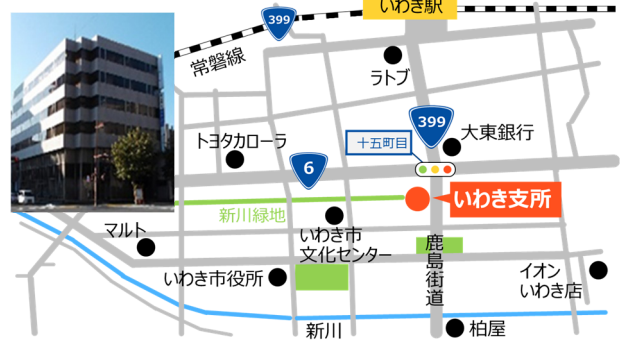 いわき駅
399
常磐線
ラトブ
399
大東銀行
十五町目
トヨタカローラ
6
いわき支所
新川緑地
マルト
いわき市
文化センター
鹿島街道
いわき市役所
イオン
いわき店
新川
柏屋